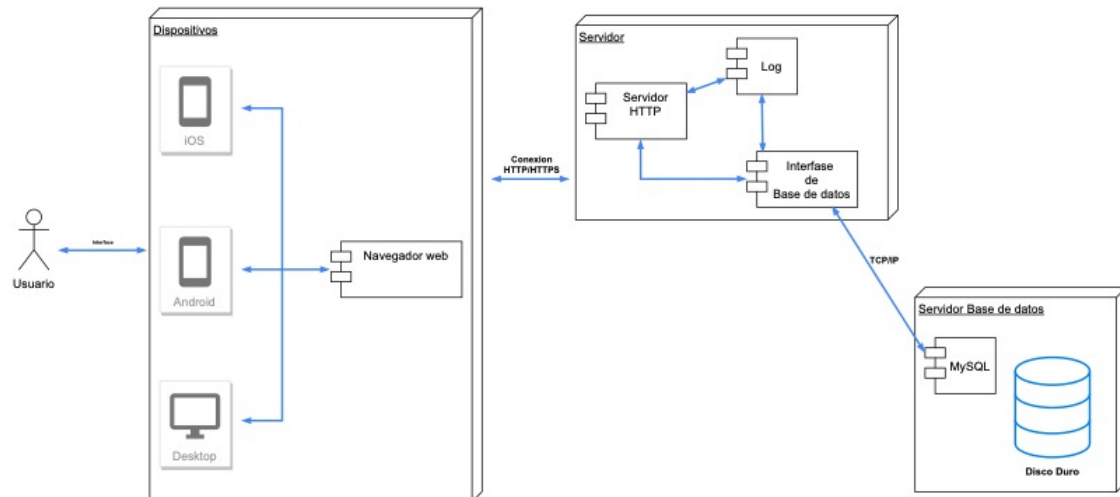 Dispositivos
iOS
Android
Desktop
Navegador web
Usuario
Interface
Conexion
HTTP/HTTPS
Servidor
Servidor
HTTP
Log
Interfase
de
Base de datos
TCP/IP
Servidor Base de datos
MySQL
Disco Duro